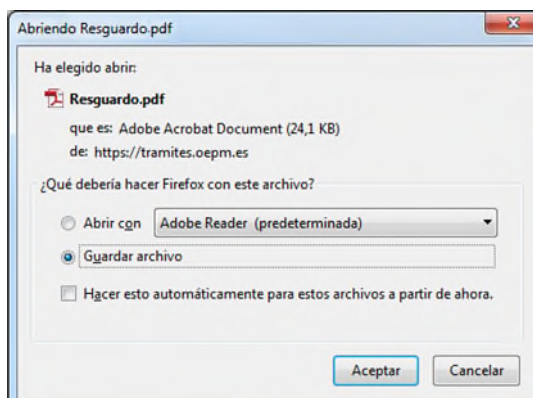 Abriendo Resguardo.pdf
Ha elegido abrir:
Resguardo.pdf
que es: Adobe Acrobat Document (24,1 KB)
de: https://tramites.oepm.es
¿Qué debería hacer Firefox con este archivo?
Abrir con Adobe Reader (predeterminada)
Guardar archivo
Hacer esto automáticamente para estos archivos a partir de ahora.
Aceptar Cancelar